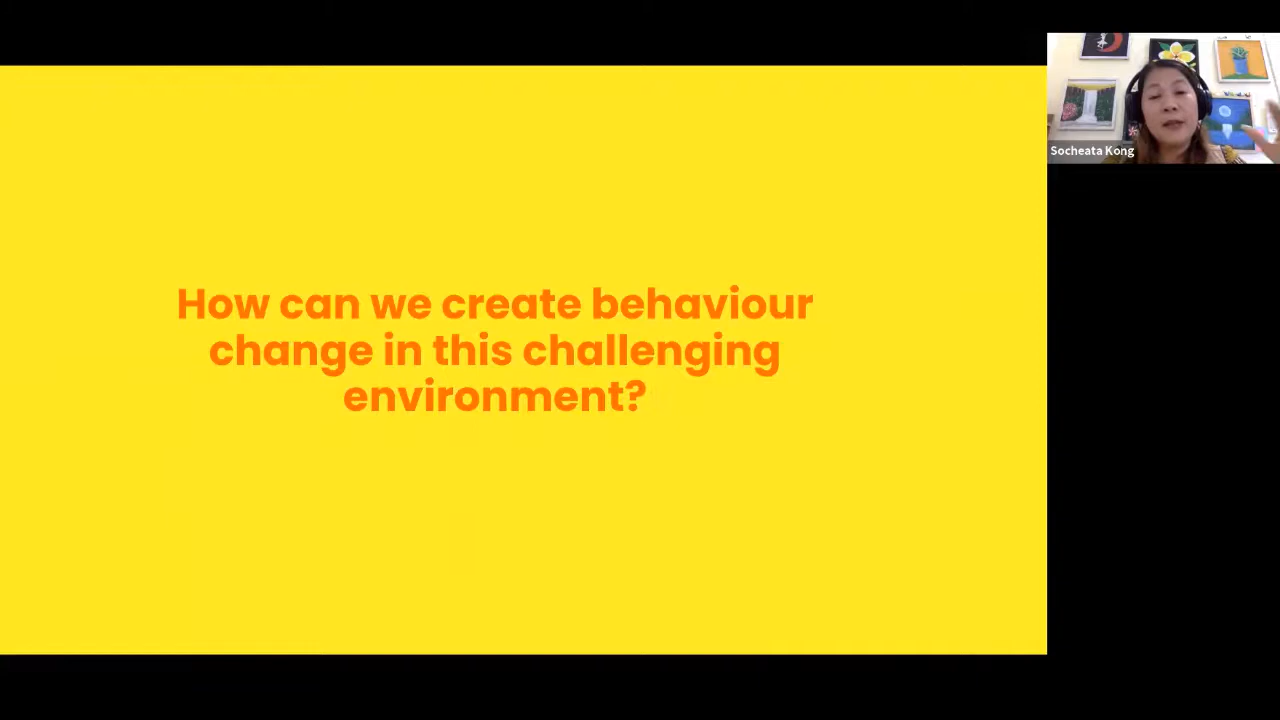 How can we create behaviour
change in this challenging
environment?
Socheata Kong